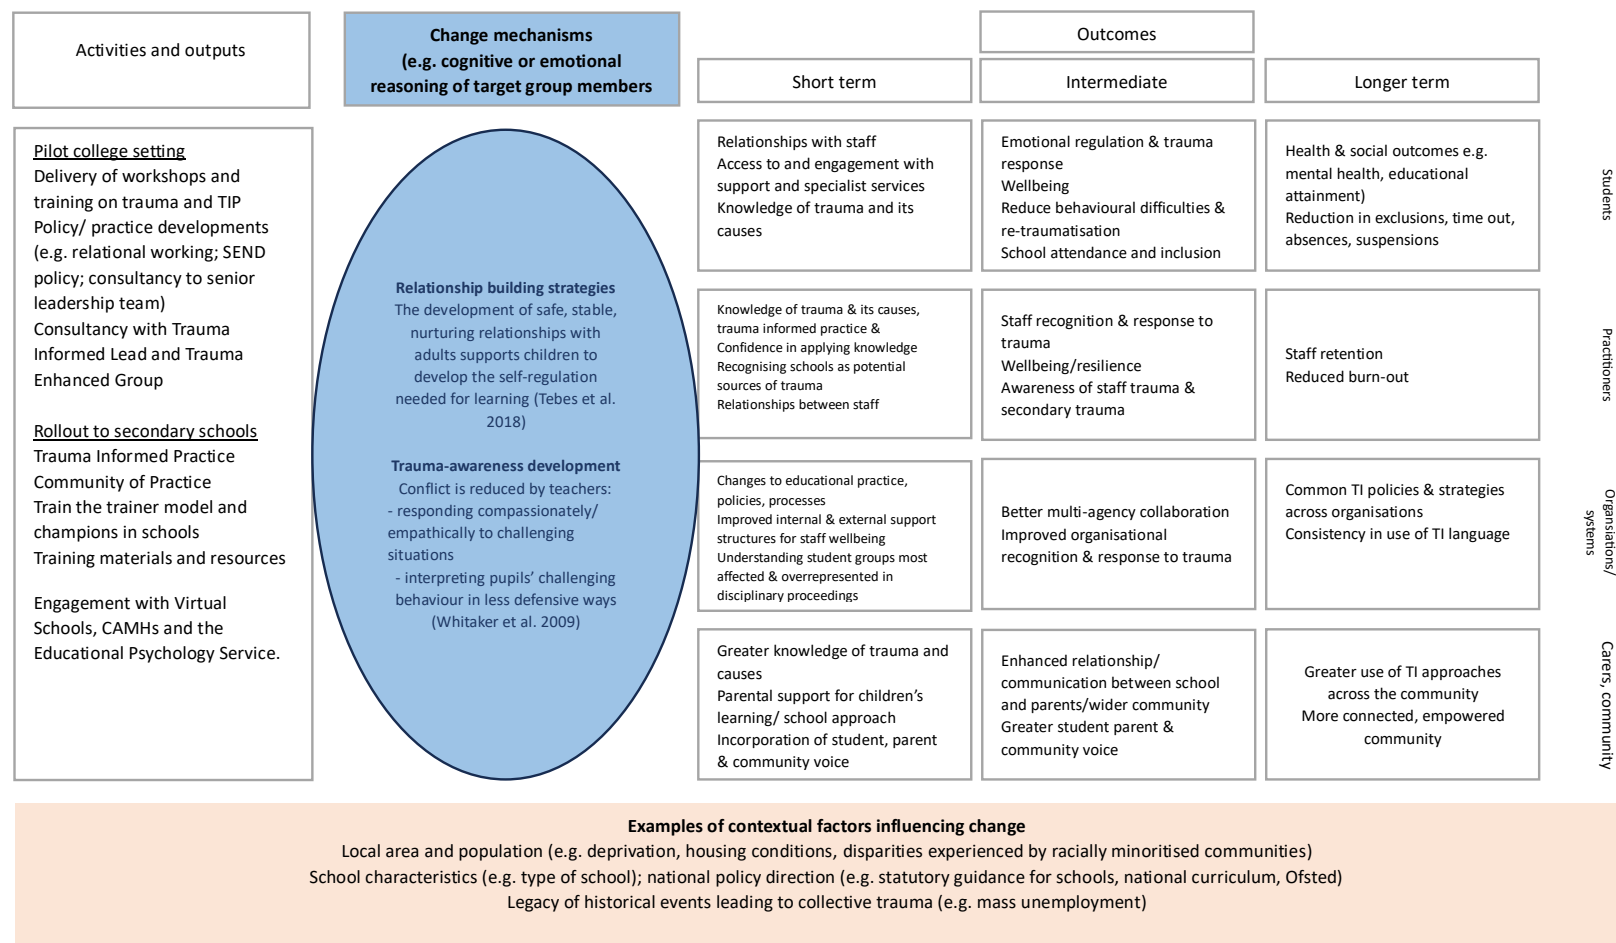 Activities and outputs
Change mechanisms
(e.g. cognitive or emotional
reasoning of target group members
Outcomes
Short term
Intermediate
Longer term
Pilot college setting
Delivery of workshops and
training on trauma and TIP
Policy/ practice developments
(e.g. relational working; SEND
policy; consultancy to senior
leadership team)
Consultancy with Trauma
Informed Lead and Trauma
Enhanced Group
Rollout to secondary schools
Trauma Informed Practice
Community of Practice
Train the trainer model and
champions in schools
Training materials and resources
Engagement with Virtual
Schools, CAMHs and the
Educational Psychology Service.
Relationship building strategies
The development of safe, stable,
nurturing relationships with
adults supports children to
develop the self-regulation
needed for learning (Tebes et al.
2018)
Trauma-awareness development
Conflict is reduced by teachers:
- responding compassionately/
empathically to challenging
situations
- interpreting pupils’ challenging
behaviour in less defensive ways
(Whitaker et al. 2009)
Relationships with staff
Access to and engagement with
support and specialist services
Knowledge of trauma and its
causes
Emotional regulation & trauma
response
Wellbeing
Reduce behavioural difficulties &
re-traumatisation
School attendance and inclusion
Health & social outcomes e.g.
mental health, educational
attainment)
Reduction in exclusions, time out,
absences, suspensions
Students
Knowledge of trauma & its causes,
trauma informed practice &
Confidence in applying knowledge
Recognising schools as potential
sources of trauma
Relationships between staff
Staff recognition & response to
trauma
Wellbeing/resilience
Awareness of staff trauma &
secondary trauma
Staff retention
Reduced burn-out
Practitioners
Changes to educational practice,
policies, processes
Improved internal & external support
structures for staff wellbeing
Understanding student groups most
affected & overrepresented in
disciplinary proceedings
Better multi-agency collaboration
Improved organisational
recognition & response to trauma
Common TI policies & strategies
across organisations
Consistency in use of TI language
Organsiations/
systems
Greater knowledge of trauma and
causes
Parental support for children’s
learning/ school approach
Incorporation of student, parent
& community voice
Enhanced relationship/
communication between school
and parents/wider community
Greater student parent &
community voice
Greater use of TI approaches
across the community
More connected, empowered
community
Carers, community
Examples of contextual factors influencing change
Local area and population (e.g. deprivation, housing conditions, disparities experienced by racially minoritised communities)
School characteristics (e.g. type of school); national policy direction (e.g. statutory guidance for schools, national curriculum, Ofsted)
Legacy of historical events leading to collective trauma (e.g. mass unemployment)